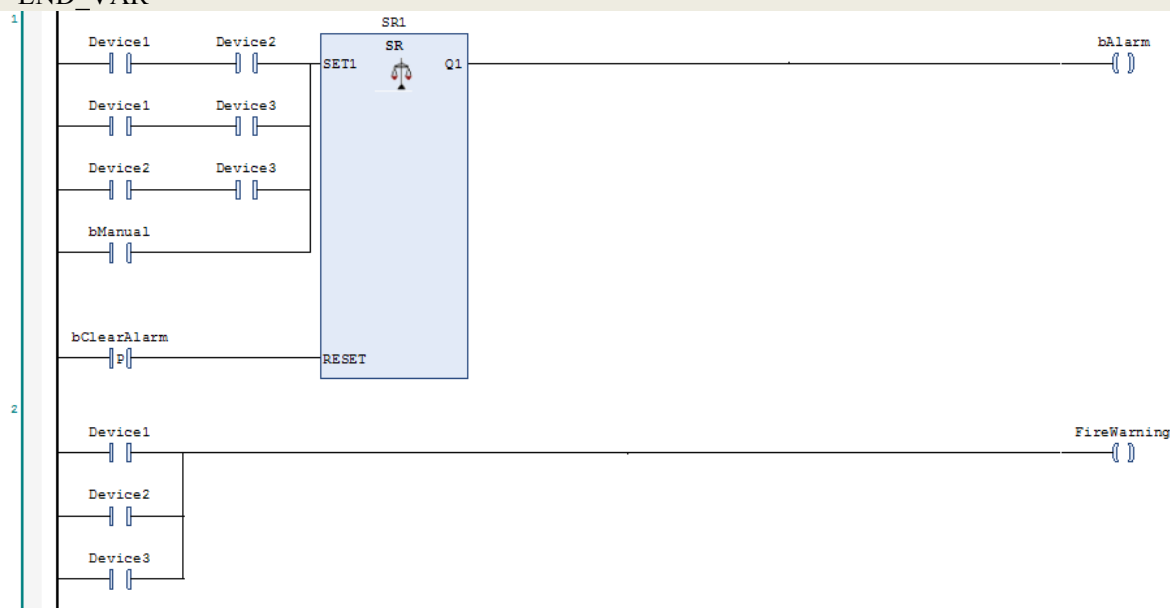 END_VAR
1
SR1
Device1 Device2 SR bAlarm
SET1 Q1
Device1 Device3
Device2 Device3
bManual
bClearAlarm
P RESET
2
Device1 FireWarning
Device2
Device3